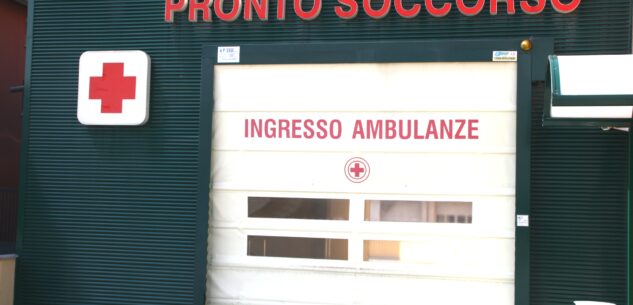 PRONTO SOCCORSO
INGRESSO AMBULANZE